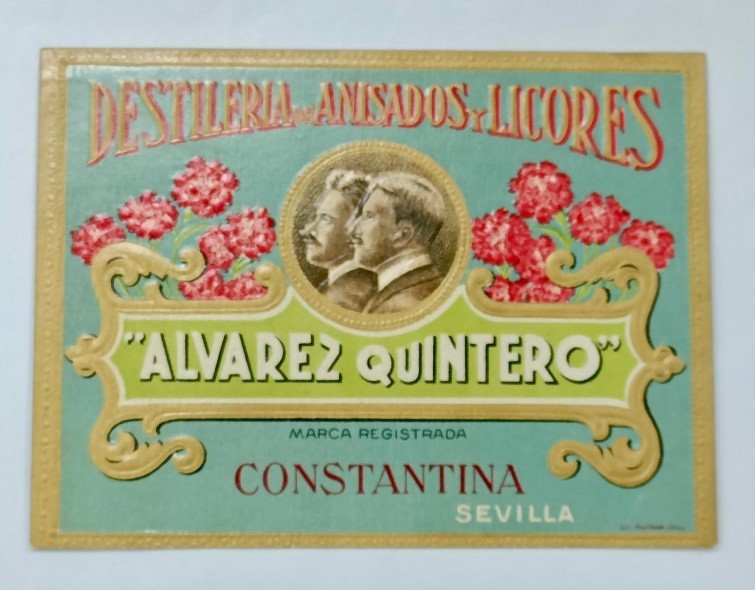 DESTILERIA DE ANISADOS Y LICORES
"ALVAREZ QUINTERO"
MARCA REGISTRADA
CONSTANTINA
SEVILLA